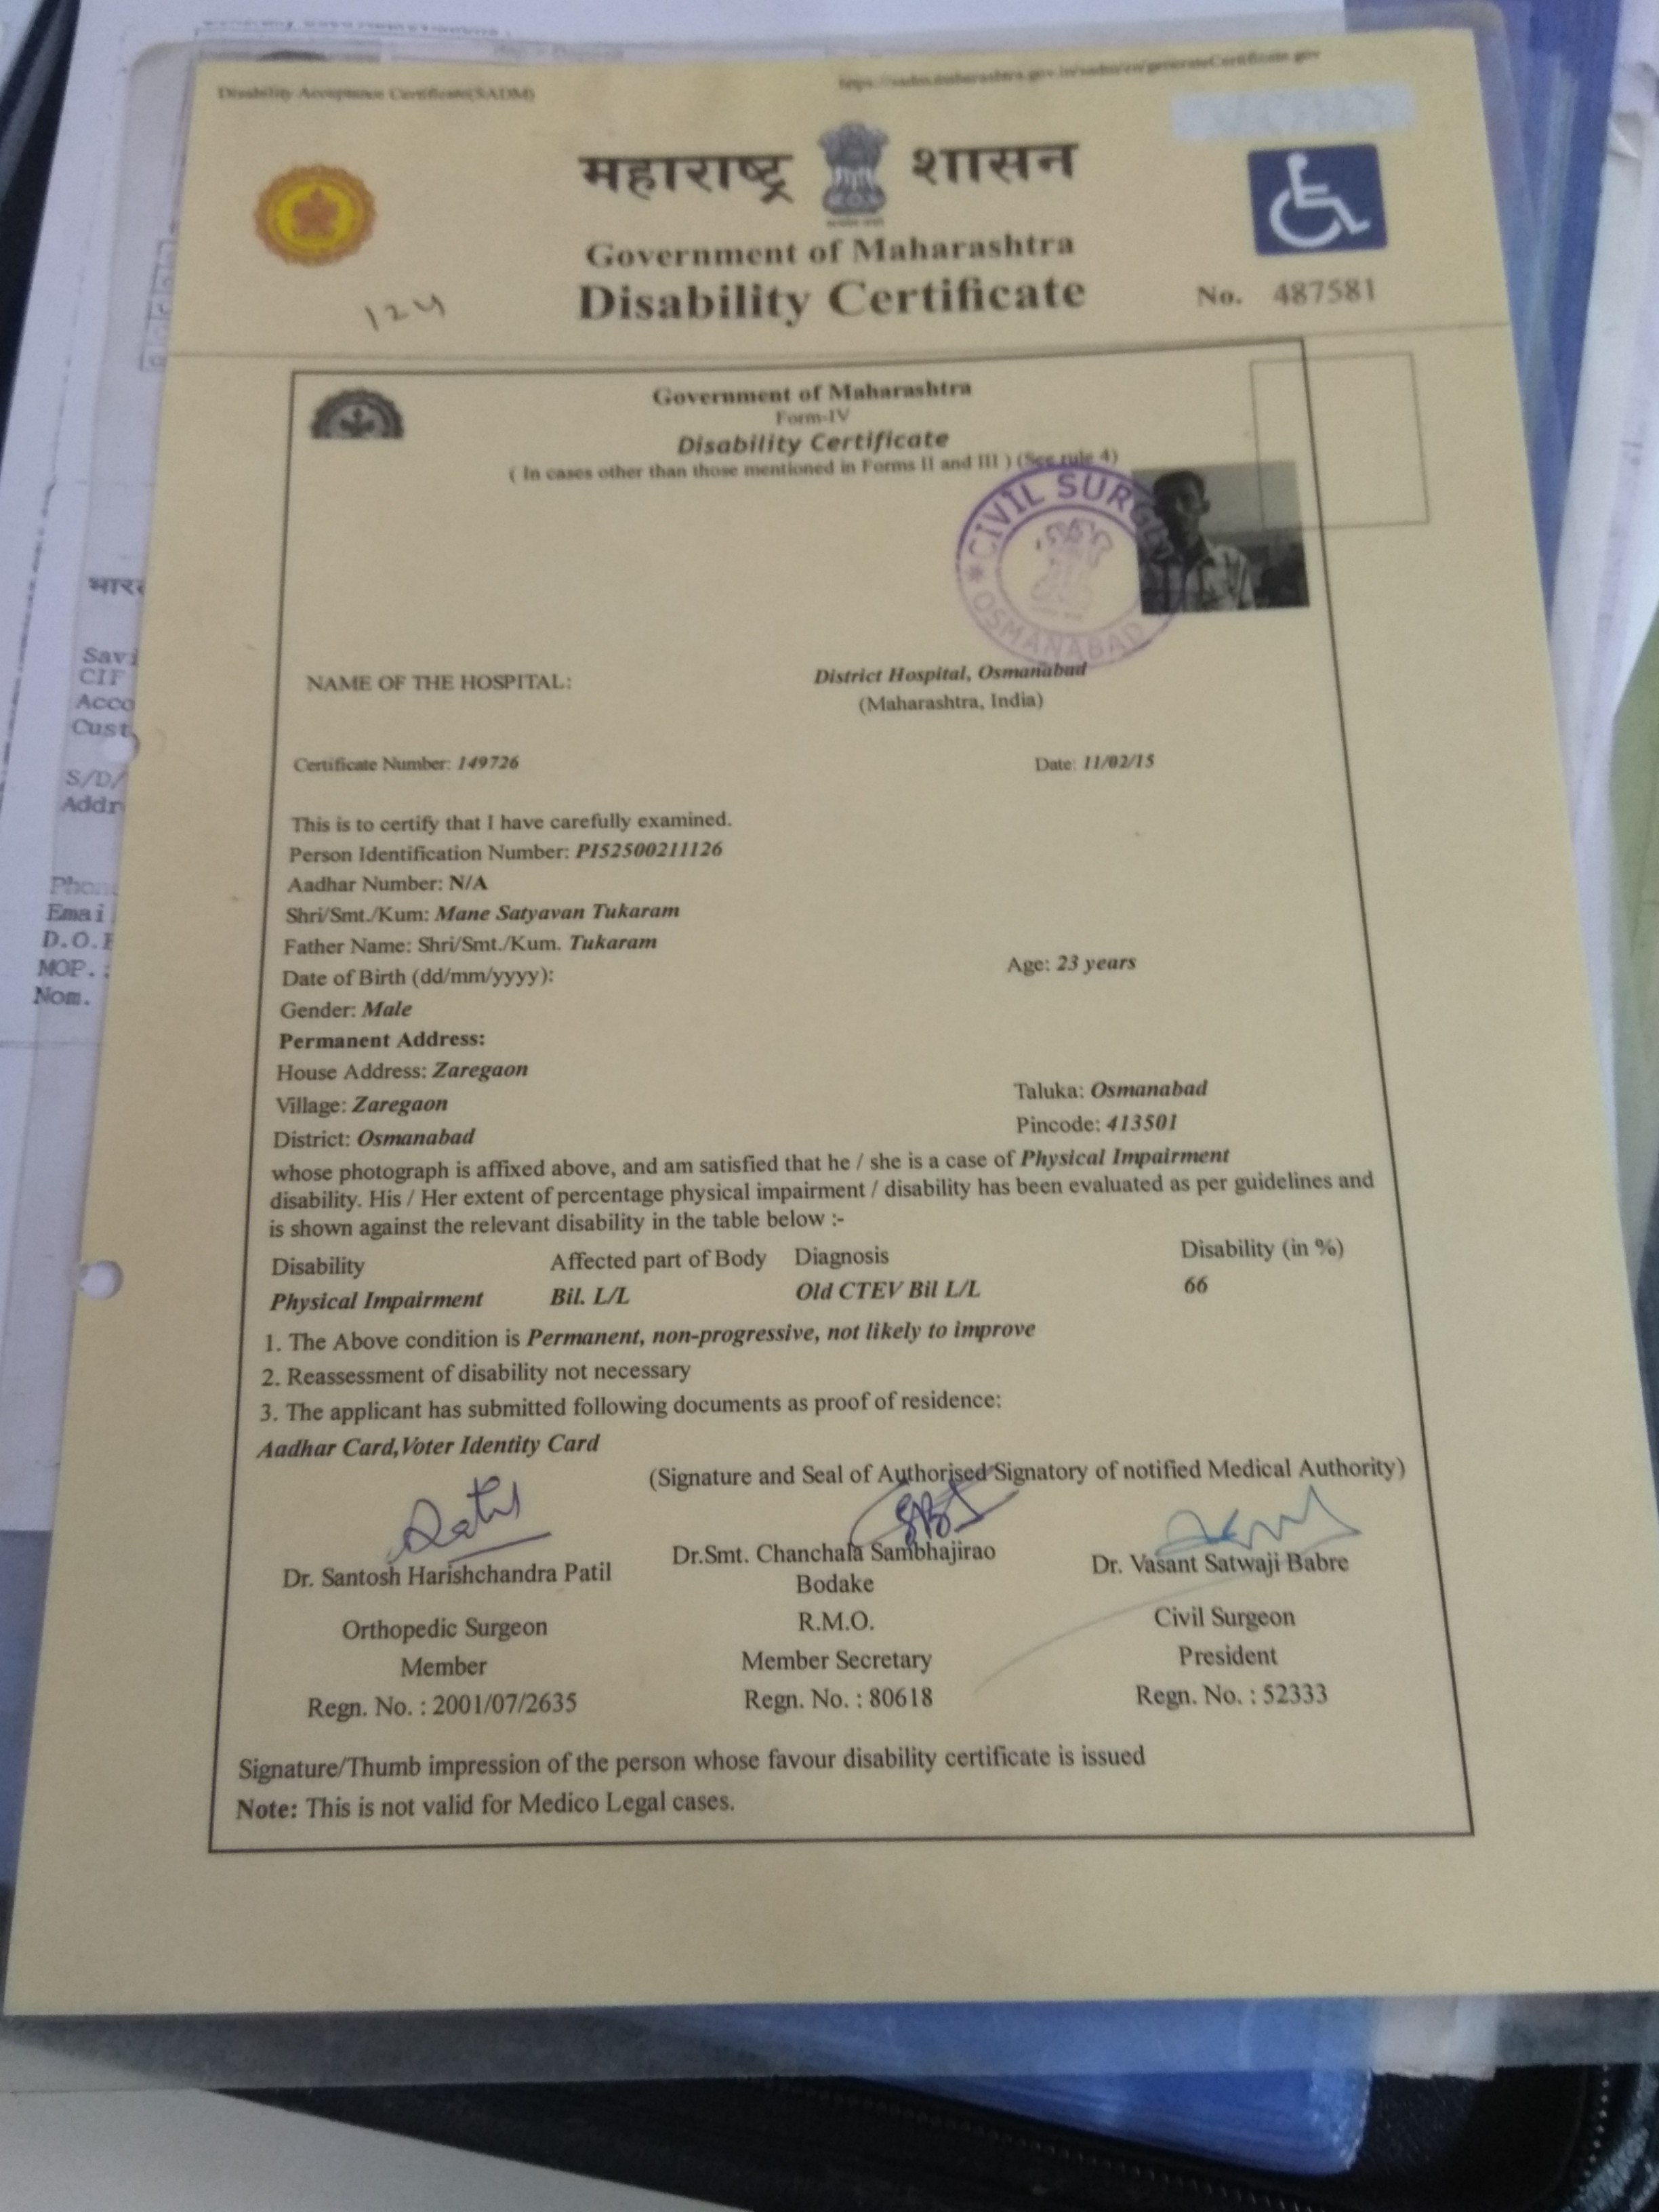 Disability Acceptance Certificate(SADM)
महाराष्ट्र शासन
Government of Maharashtra
Disability Certificate
No. 487581
124
Government of Maharashtra
Form-IV
Disability Certificate
( In cases other than those mentioned in Forms II and III ) (See rule 4)
CIVIL SURG
OSMANABAD
NAME OF THE HOSPITAL: District Hospital, Osmanabad
(Maharashtra, India)
Certificate Number: 149726 Date: 11/02/15
This is to certify that I have carefully examined.
Person Identification Number: PI52500211126
Aadhar Number: N/A
Shri/Smt./Kum: Mane Satyavan Tukaram
Father Name: Shri/Smt./Kum. Tukaram
Date of Birth (dd/mm/yyyy): Age: 23 years
Gender: Male
Permanent Address:
House Address: Zaregaon
Village: Zaregaon Taluka: Osmanabad
District: Osmanabad Pincode: 413501
whose photograph is affixed above, and am satisfied that he / she is a case of Physical Impairment
disability. His / Her extent of percentage physical impairment / disability has been evaluated as per guidelines and
is shown against the relevant disability in the table below :-
Disability Affected part of Body Diagnosis Disability (in %)
Physical Impairment Bil. L/L Old CTEV Bil L/L 66
1. The Above condition is Permanent, non-progressive, not likely to improve
2. Reassessment of disability not necessary
3. The applicant has submitted following documents as proof of residence:
Aadhar Card,Voter Identity Card
(Signature and Seal of Authorised Signatory of notified Medical Authority)
Dr. Santosh Harishchandra Patil Dr.Smt. Chanchala Sambhajirao Dr. Vasant Satwaji Babre
Bodake
Orthopedic Surgeon R.M.O. Civil Surgeon
Member Member Secretary President
Regn. No. : 2001/07/2635 Regn. No. : 80618 Regn. No. : 52333
Signature/Thumb impression of the person whose favour disability certificate is issued
Note: This is not valid for Medico Legal cases.
Savi
CIF
Acco
Cust
S/D/
Addr
Phon
Emai
MOP.:
Nom.